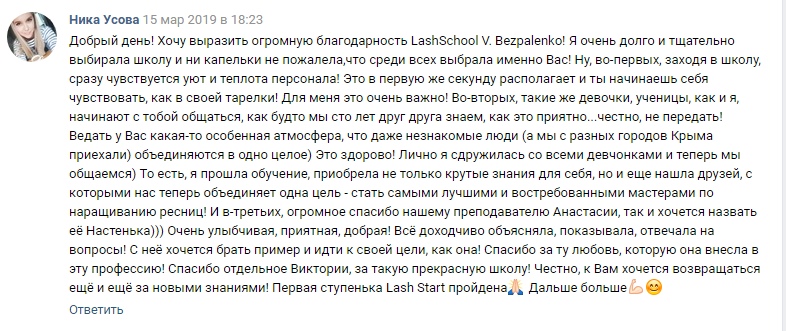 Ника Усова 15 мар 2019 в 18:23
Добрый день! Хочу выразить огромную благодарность LashSchool V. Bezpalenko! Я очень долго и тщательно
выбирала школу и ни капельки не пожалела,что среди всех выбрала именно Вас! Ну, во-первых, заходя в школу,
сразу чувствуется уют и теплота персонала! Это в первую же секунду располагает и ты начинаешь себя
чувствовать, как в своей тарелки! Для меня это очень важно! Во-вторых, такие же девочки, ученицы, как и я,
начинают с тобой общаться, как будто мы сто лет друг друга знаем, как это приятно...честно, не передать!
Ведать у Вас какая-то особенная атмосфера, что даже незнакомые люди (а мы с разных городов Крыма
приехали) объединяются в одно целое) Это здорово! Лично я сдружилась со всеми девчонками и теперь мы
общаемся) То есть, я прошла обучение, приобрела не только крутые знания для себя, но и еще нашла друзей, с
которыми нас теперь объединяет одна цель - стать самыми лучшими и востребованными мастерами по
наращиванию ресниц! И в-третьих, огромное спасибо нашему преподавателю Анастасии, так и хочется назвать
её Настенька))) Очень улыбчивая, приятная, добрая! Всё доходчиво объясняла, показывала, отвечала на
вопросы! С неё хочется брать пример и идти к своей цели, как она! Спасибо за ту любовь, которую она внесла в
эту профессию! Спасибо отдельное Виктории, за такую прекрасную школу! Честно, к Вам хочется возвращаться
ещё и ещё за новыми знаниями! Первая ступенька Lash Start пройдена🙏🏻 Дальше больше💪🏻😊
Ответить